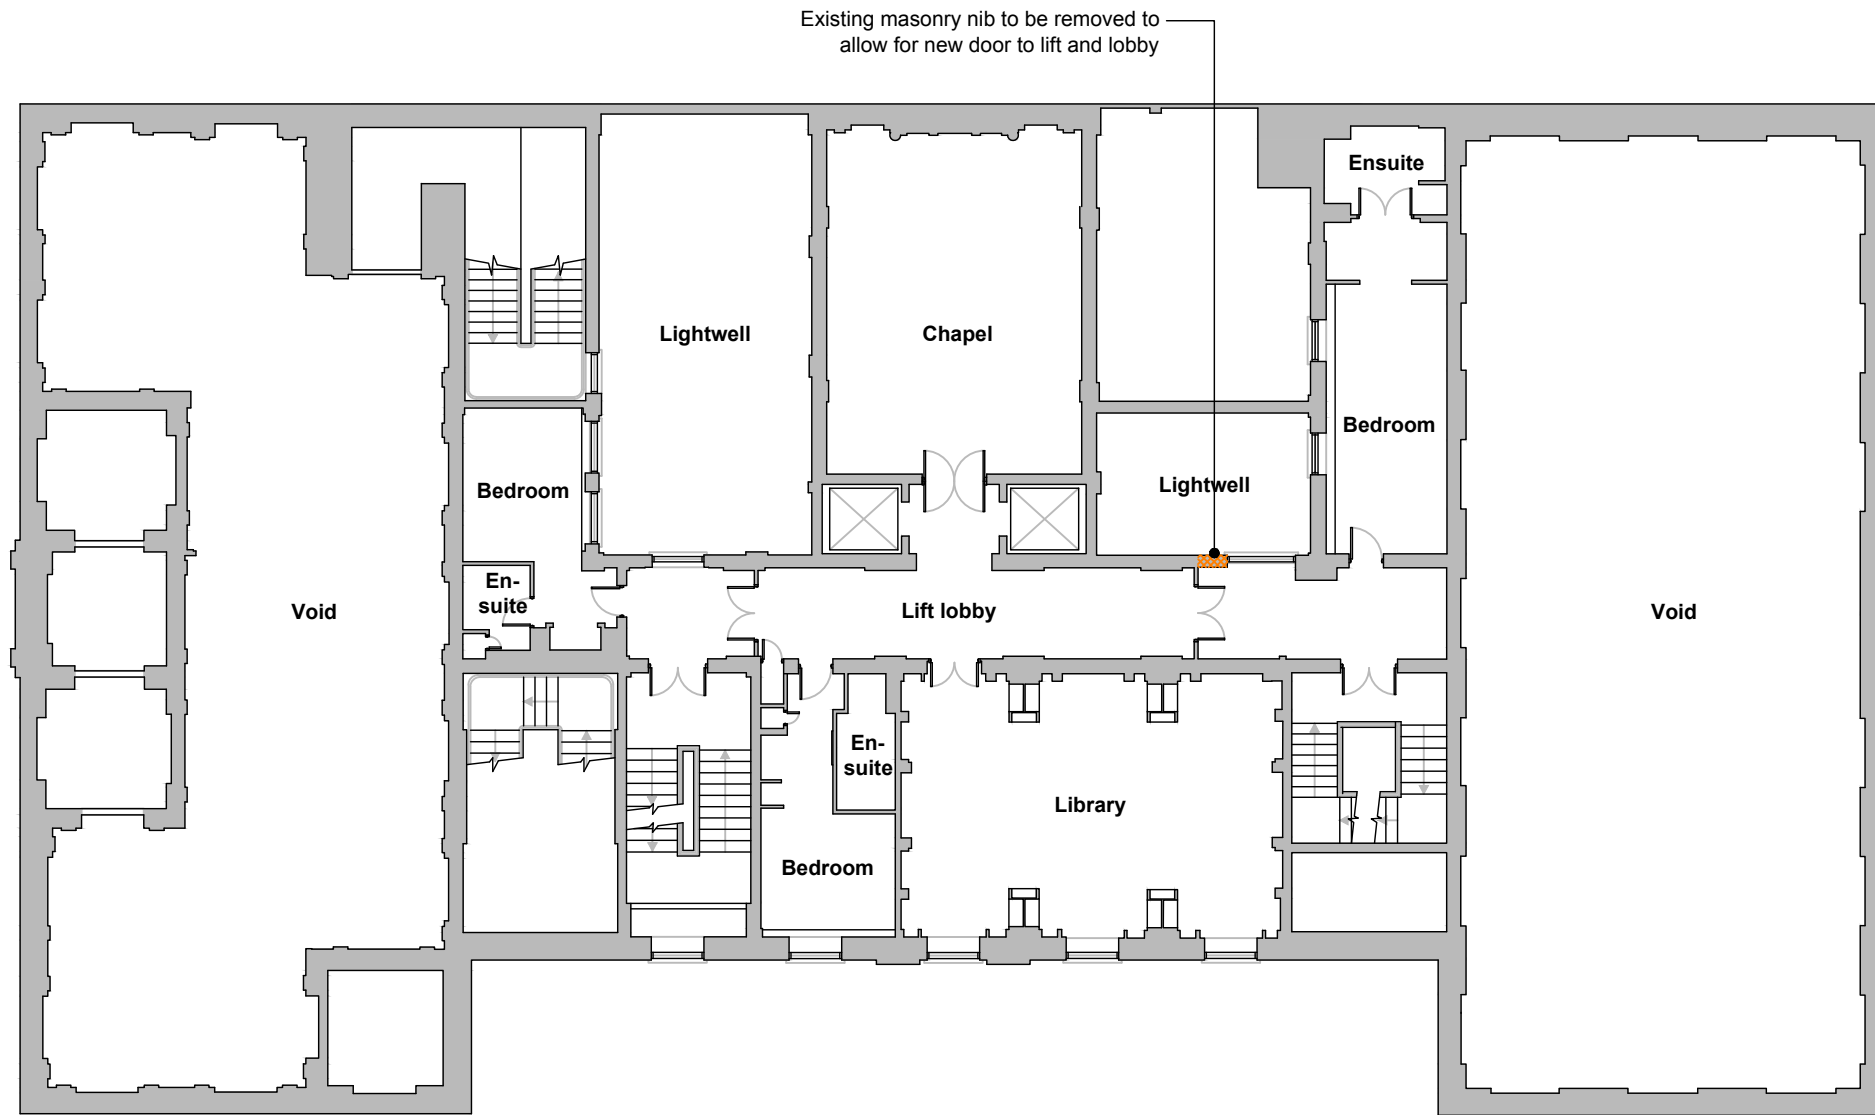 Existing masonry nib to be removed to
allow for new door to lift and lobby
Ensuite
Lightwell
Chapel
Bedroom
Bedroom
Lightwell
En-
suite
Void
Lift lobby
Void
En-
suite
Library
Bedroom